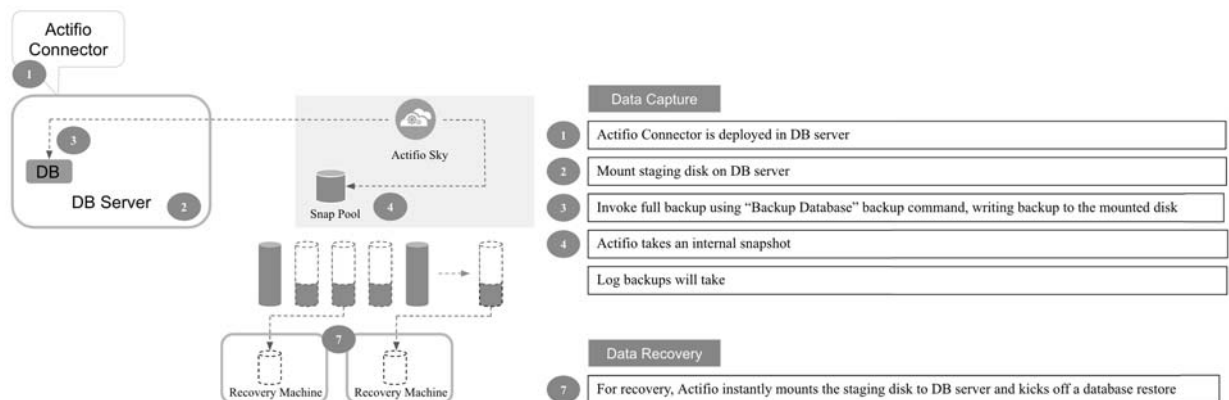 Actifio
Connector
1
3
DB
DB Server
2
Actifio Sky
Snap Pool
4
7
Recovery Machine
Recovery Machine
Data Capture
1 Actifio Connector is deployed in DB server
2 Mount staging disk on DB server
3 Invoke full backup using “Backup Database” backup command, writing backup to the mounted disk
4 Actifio takes an internal snapshot
Log backups will take
Data Recovery
7 For recovery, Actifio instantly mounts the staging disk to DB server and kicks off a database restore